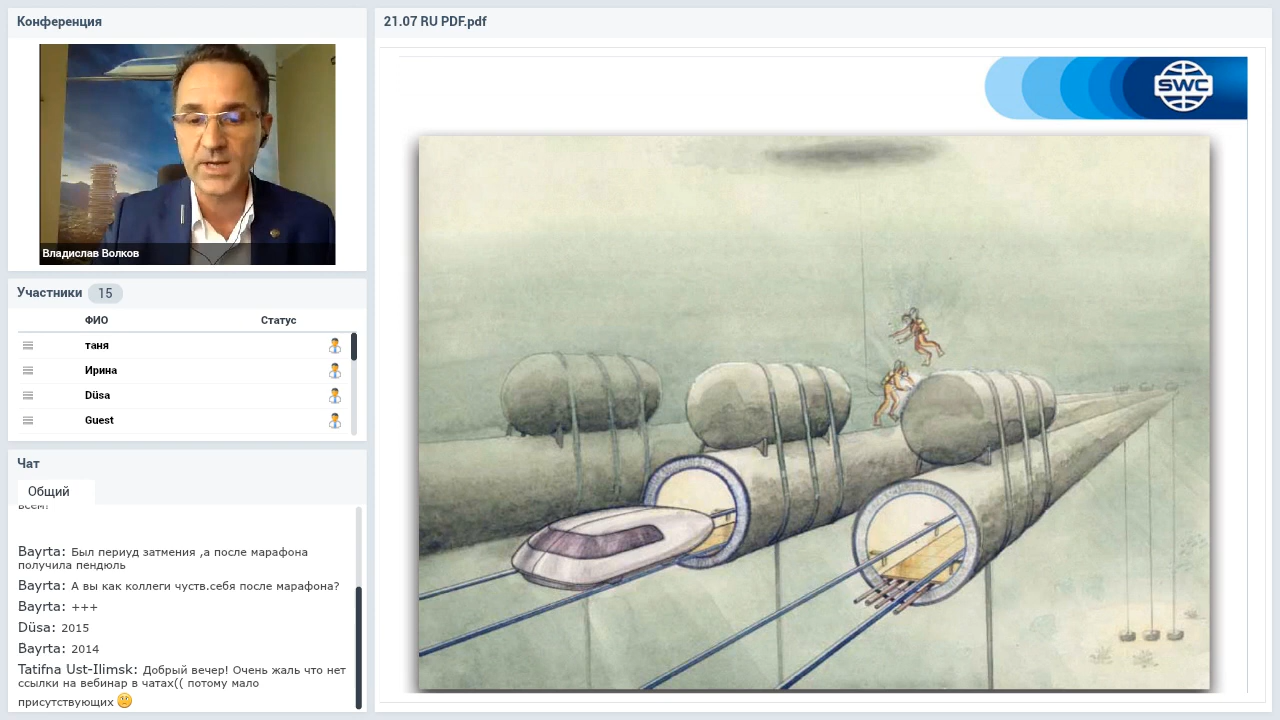 Конференция
Владислав Волков
Участники 15
ФИО Статус
таня
Ирина
Düsa
Guest
Чат
Общий
всем!
Bayrta: Был периуд затмения ,а после марафона
получила пендюль
Bayrta: А вы как коллеги чуств.себя после марафона?
Bayrta: +++
Düsa: 2015
Bayrta: 2014
Tatifna Ust-Ilimsk: Добрый вечер! Очень жаль что нет
ссылки на вебинар в чатах(( потому мало
присутствующих
21.07 RU PDF.pdf
SWC